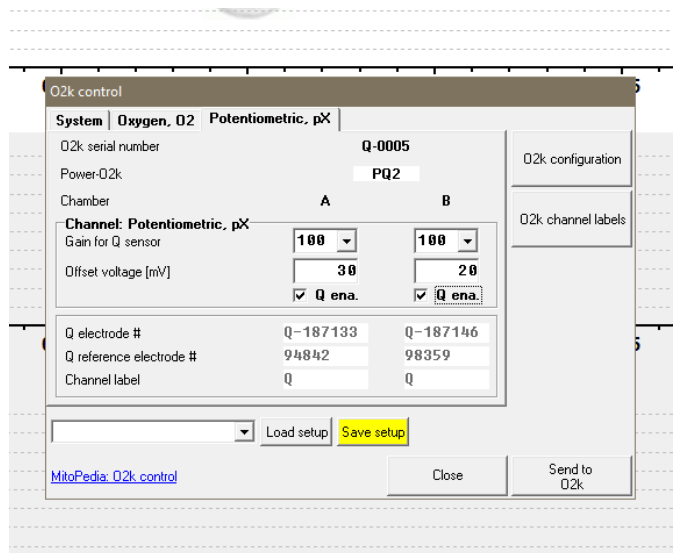 O2k control
System Oxygen, O2 Potentiometric, pX
O2k serial number Q-0005
O2k configuration
Power-O2k PQ2
Chamber A B
O2k channel labels
Channel: Potentiometric, pX
Gain for Q sensor 100 100
Offset voltage [mV] 30 20
Q ena. Q ena.
Q electrode # Q-187133 Q-187146
Q reference electrode # 94842 98359
Channel label Q Q
Load setup Save setup
MitoPedia: O2k control Close Send to
O2k